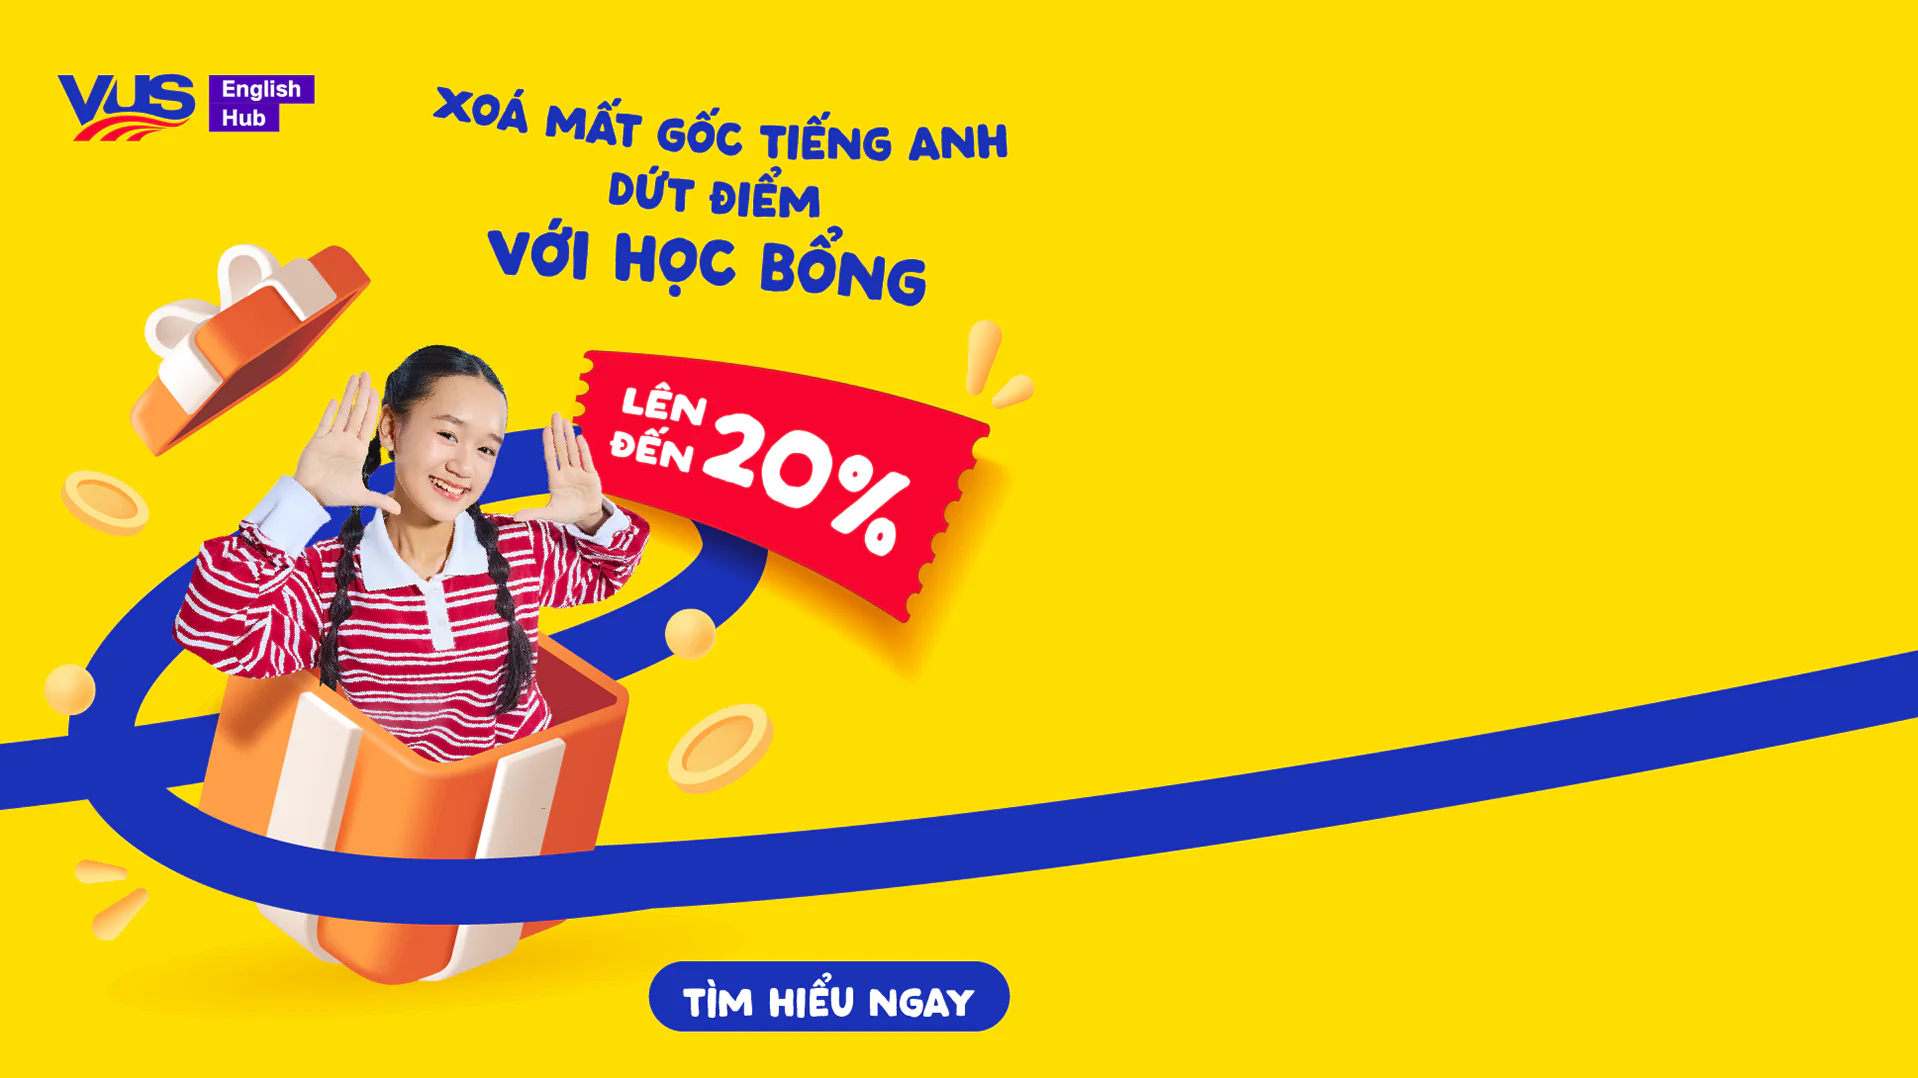 VUS English
Hub
XOÁ MẤT GỐC TIẾNG ANH
DỨT ĐIỂM
VỚI HỌC BỔNG
LÊN
ĐẾN 20%
TÌM HIỂU NGAY